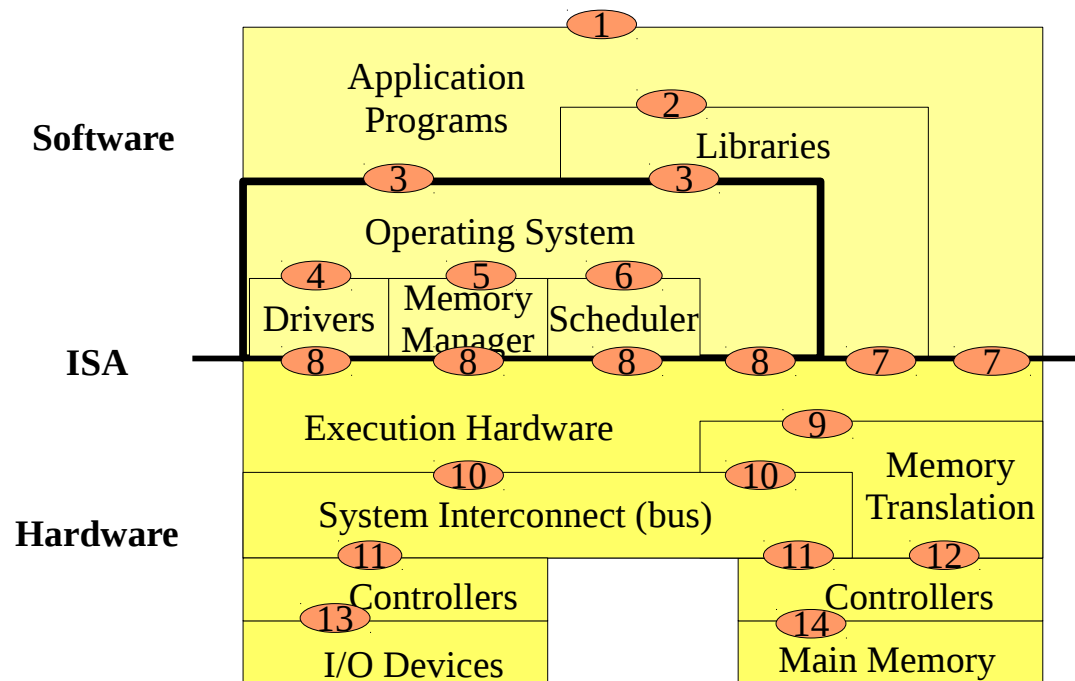 1
Application
Programs
2
Software
Libraries
3 3
Operating System
4 5 6
Drivers
Memory
Manager
Scheduler
ISA
8 8 8 8 7 7
Execution Hardware
9
10 10
Memory
Translation
System Interconnect (bus)
Hardware
11 11 12
Controllers Controllers
13 14
I/O Devices Main Memory